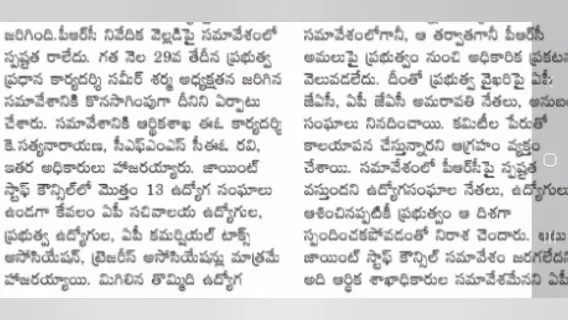 జరిగింది.పీఆర్‌సీ నివేదిక వెల్లడిపై సమావేశంలో
స్పష్టత రాలేదు. గత నెల 29వ తేదీన ప్రభుత్వ
ప్రధాన కార్యదర్శి సమీర్ శర్మ అధ్యక్షతన జరిగిన
సమావేశానికి కొనసాగింపుగా దీనిని ఏర్పాటు
చేశారు. సమావేశానికి ఆర్థికశాఖ ఈఓ కార్యదర్శి
కె.సత్యనారాయణ, సీఎఫ్ఎంఎస్ సీఈఓ రవి,
ఇతర అధికారులు హాజరయ్యారు. జాయింట్
స్టాఫ్ కౌన్సిల్‌లో మొత్తం 13 ఉద్యోగ సంఘాలు
ఉండగా కేవలం ఏపీ సచివాలయ ఉద్యోగుల,
ప్రభుత్వ ఉద్యోగుల, ఏపీ కమర్షియల్ టాక్స్
అసోసియేషన్, ట్రెజరీస్ అసోసియేషన్లు మాత్రమే
హాజరయ్యాయి. మిగిలిన తొమ్మిది ఉద్యోగ
సమావేశంలోగానీ, ఆ తర్వాతగానీ పీఆర్‌సీ
అమలుపై ప్రభుత్వం నుంచి అధికారిక ప్రకటన
వెలువడలేదు. దీంతో ప్రభుత్వ వైఖరిపై ఏపీ
జేఏసీ, ఏపీ జేఏసీ అమరావతి నేతలు,
సంఘాలు నినదించాయి. కమిటీల పేరుతో
కాలయాపన చేస్తున్నారని ఆగ్రహం వ్యక్తం
చేశాయి. సమావేశంలో పీఆర్‌సీపై స్పష్టత
వస్తుందని ఉద్యోగసంఘాల నేతలు, ఉద్యోగులు
ఆశించినప్పటికీ ప్రభుత్వం ఆ దిశగా
స్పందించకపోవడంతో నిరాశ చెందారు.
జాయింట్ స్టాఫ్ కౌన్సిల్ సమావేశం జరగలేదని
అది ఆర్థిక శాఖాధికారుల సమావేశమేనని ఏపీ